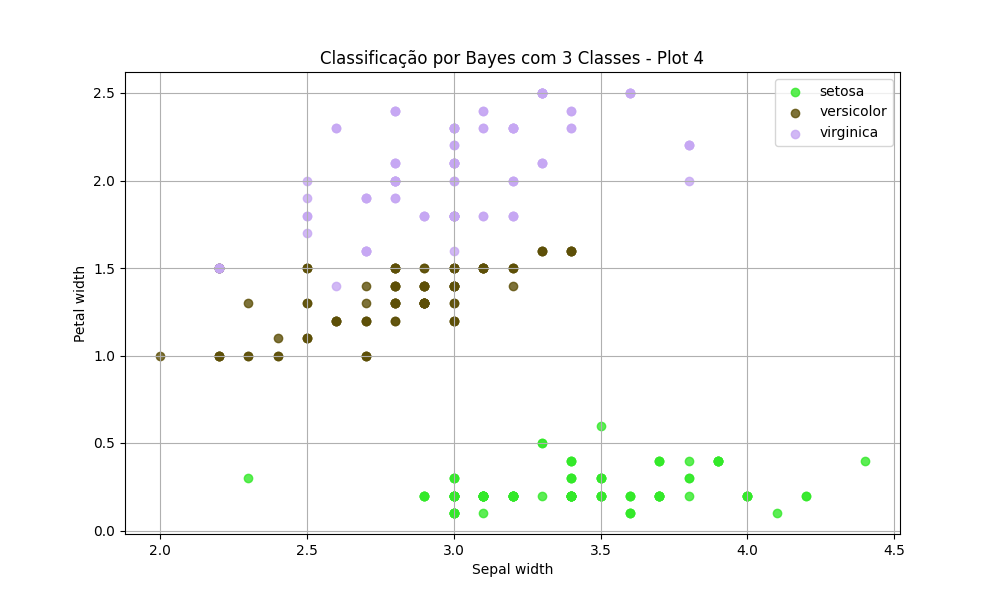 Classificação por Bayes com 3 Classes - Plot 4
setosa
versicolor
virginica
Petal width
2.5
2.0
1.5
1.0
0.5
0.0
2.0
2.5
3.0
3.5
4.0
4.5
Sepal width